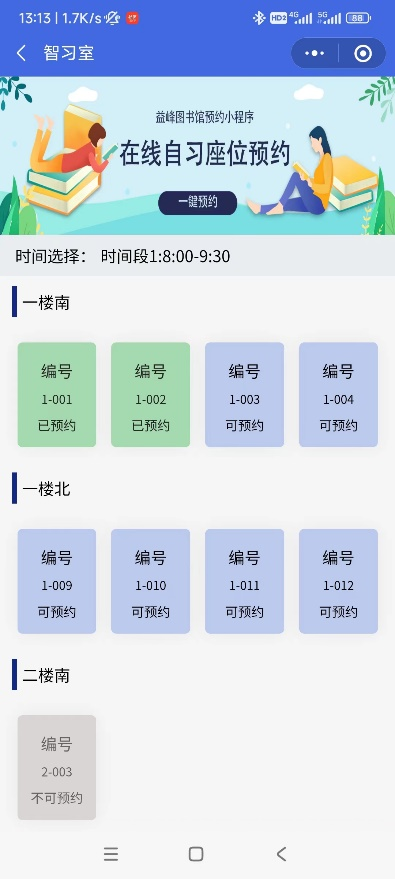 13:13 | 1.7K/s
HD2 4G 5G 88
智习室
益峰图书馆预约小程序
在线自习座位预约
一键预约
时间选择: 时间段1:8:00-9:30
一楼南
编号 编号 编号 编号
1-001 1-002 1-003 1-004
已预约 已预约 可预约 可预约
一楼北
编号 编号 编号 编号
1-009 1-010 1-011 1-012
可预约 可预约 可预约 可预约
二楼南
编号
2-003
不可预约